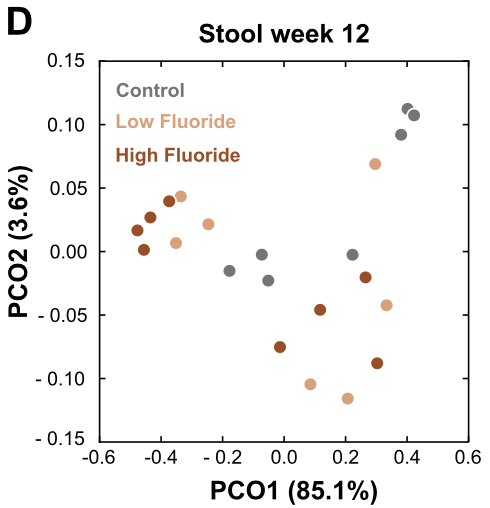 D
Stool week 12
Control
Low Fluoride
High Fluoride
PCO2 (3.6%)
0.15
0.10
0.05
0.00
- 0.05
- 0.10
- 0.15
-0.6
-0.4
- 0.2
0.0
0.2
0.4
0.6
PCO1 (85.1%)